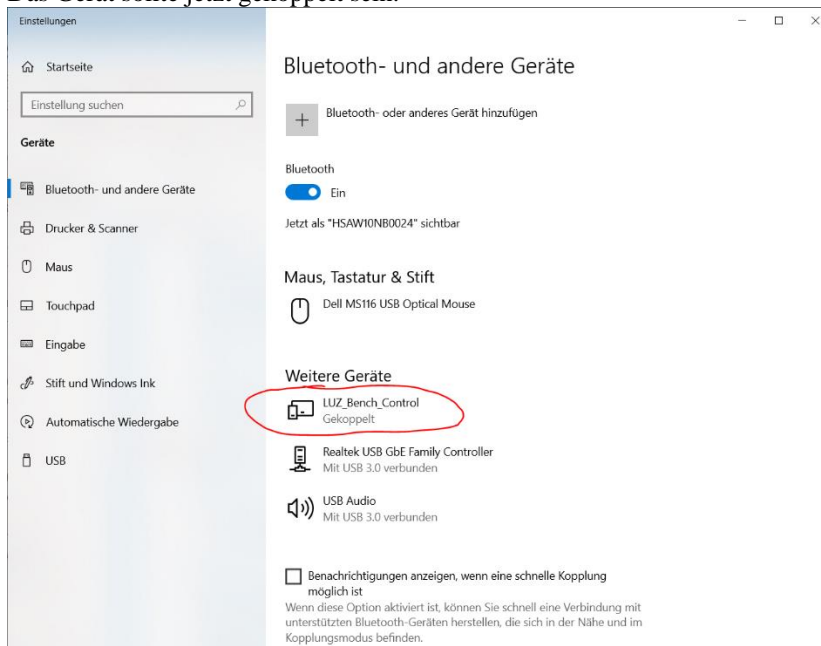 Das Gerät sollte jetzt gekoppelt sein.
Einstellungen
Startseite
Einstellung suchen
Geräte
Bluetooth- und andere Geräte
Drucker & Scanner
Maus
Touchpad
Eingabe
Stift und Windows Ink
Automatische Wiedergabe
USB
Bluetooth- und andere Geräte
Bluetooth- oder anderes Gerät hinzufügen
Bluetooth
Ein
Jetzt als "HSAW10NB0024" sichtbar
Maus, Tastatur & Stift
Dell MS116 USB Optical Mouse
Weitere Geräte
LUZ_Bench_Control
Gekoppelt
Realtek USB GbE Family Controller
Mit USB 3.0 verbunden
USB Audio
Mit USB 3.0 verbunden
Benachrichtigungen anzeigen, wenn eine schnelle Kopplung
möglich ist
Wenn diese Option aktiviert ist, können Sie schnell eine Verbindung mit
unterstützten Bluetooth-Geräten herstellen, die sich in der Nähe und im
Kopplungsmodus befinden.